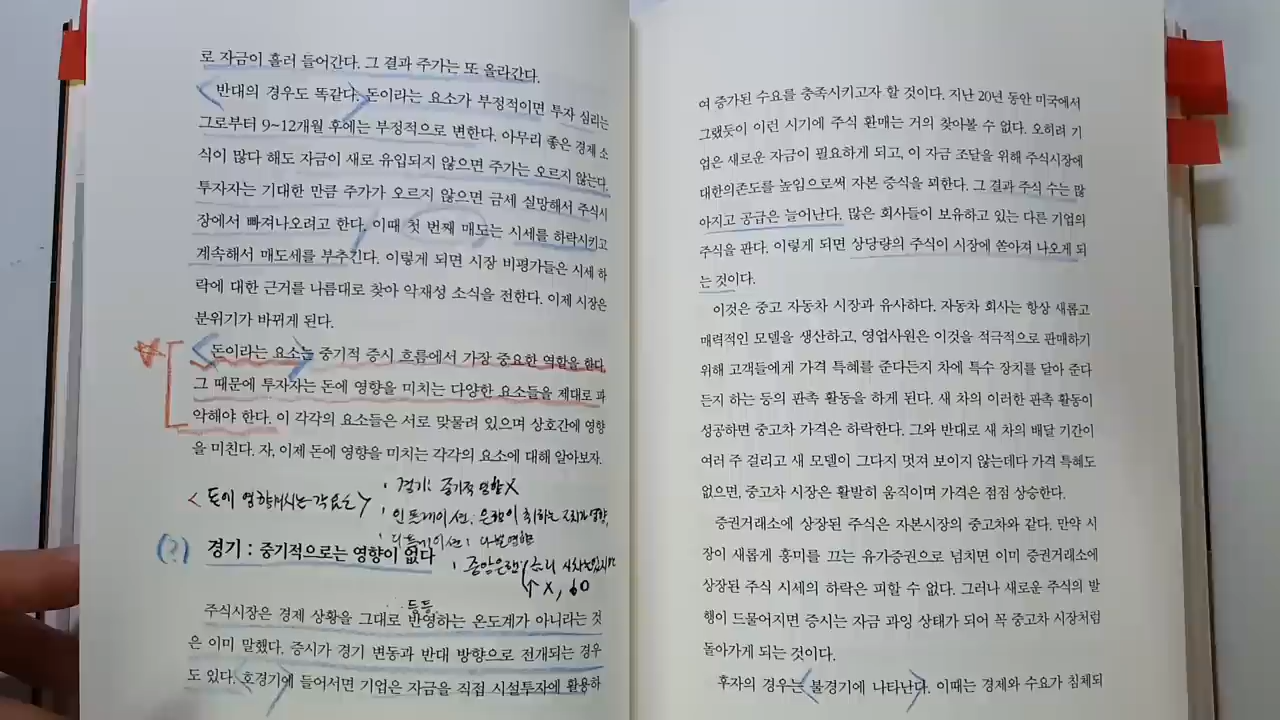 로 자금이 흘러 들어간다. 그 결과 주가는 또 올라간다.
반대의 경우도 똑같다. 돈이라는 요소가 부정적이면 투자 심리는
그로부터 9~12개월 후에는 부정적으로 변한다. 아무리 좋은 경제 소
식이 많다 해도 자금이 새로 유입되지 않으면 주가는 오르지 않는다.
투자자는 기대한 만큼 주가가 오르지 않으면 금세 실망해서 주식시
장에서 빠져나오려고 한다. 이때 첫 번째 매도는 시세를 하락시키고
계속해서 매도세를 부추긴다. 이렇게 되면 시장 비평가들은 시세 하
락에 대한 근거를 나름대로 찾아 악재성 소식을 전한다. 이제 시장은
분위기가 바뀌게 된다.
돈이라는 요소는 중기적 증시 흐름에서 가장 중요한 역할을 한다.
그 때문에 투자자는 돈에 영향을 미치는 다양한 요소들을 제대로 파
악해야 한다. 이 각각의 요소들은 서로 맞물려 있으며 상호간에 영향
을 미친다. 자, 이제 돈에 영향을 미치는 각각의 요소에 대해 알아보자.
< 돈에 영향미치는 각요소 >
· 경기: 중기적 영향 X
· 인플레이션: 은행이 취하는 조치가 영향,
· 디플레이션: 나쁜영향
(?) 경기 : 중기적으로는 영향이 없다
· 중앙은행
↑ X, ↓ O
주식시장은 경제 상황을 그대로 반영하는 온도계가 아니라는 것
은 이미 말했다. 증시가 경기 변동과 반대 방향으로 전개되는 경우
도 있다. 호경기에 들어서면 기업은 자금을 직접 시설투자에 활용하
여 증가된 수요를 충족시키고자 할 것이다. 지난 20년 동안 미국에서
그랬듯이 이런 시기에 주식 환매는 거의 찾아볼 수 없다. 오히려 기
업은 새로운 자금이 필요하게 되고, 이 자금 조달을 위해 주식시장에
대한의존도를 높임으로써 자본 증식을 꾀한다. 그 결과 주식 수는 많
아지고 공급은 늘어난다. 많은 회사들이 보유하고 있는 다른 기업의
주식을 판다. 이렇게 되면 상당량의 주식이 시장에 쏟아져 나오게 되
는 것이다.
이것은 중고 자동차 시장과 유사하다. 자동차 회사는 항상 새롭고
매력적인 모델을 생산하고, 영업사원은 이것을 적극적으로 판매하기
위해 고객들에게 가격 특혜를 준다든지 차에 특수 장치를 달아 준다
든지 하는 등의 판촉 활동을 하게 된다. 새 차의 이러한 판촉 활동이
성공하면 중고차 가격은 하락한다. 그와 반대로 새 차의 배달 기간이
여러 주 걸리고 새 모델이 그다지 멋져 보이지 않는데다 가격 특혜도
없으면, 중고차 시장은 활발히 움직이며 가격은 점점 상승한다.
증권거래소에 상장된 주식은 자본시장의 중고차와 같다. 만약 시
장이 새롭게 흥미를 끄는 유가증권으로 넘치면 이미 증권거래소에
상장된 주식 시세의 하락은 피할 수 없다. 그러나 새로운 주식의 발
행이 드물어지면 증시는 자금 과잉 상태가 되어 꼭 중고차 시장처럼
돌아가게 되는 것이다.
후자의 경우는 불경기에 나타난다. 이때는 경제와 수요가 침체되